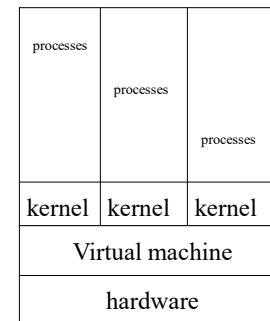 processes
processes
processes
kernel kernel kernel
Virtual machine
hardware